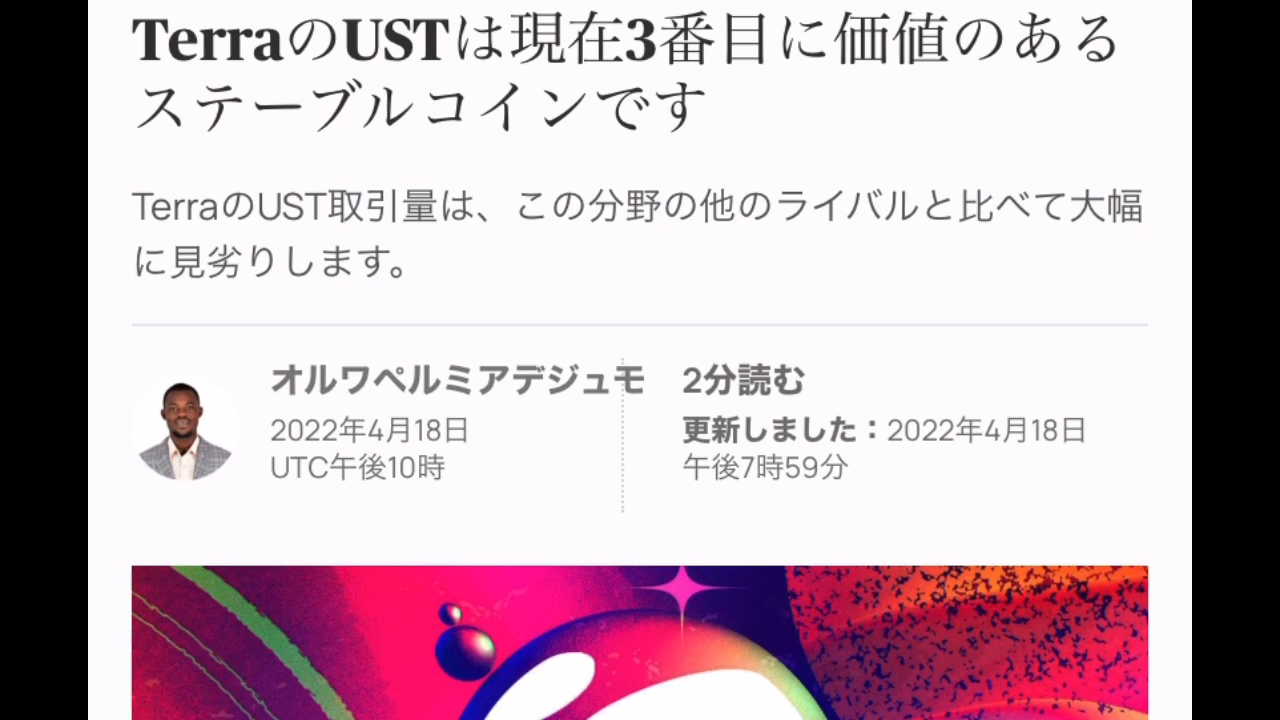 TerraのUSTは現在3番目に価値のある
ステーブルコインです
TerraのUST取引量は、この分野の他のライバルと比べて大幅
に見劣りします。
オルワペルミアデジュモ
2022年4月18日
UTC午後10時
2分読む
更新しました：2022年4月18日
午後7時59分